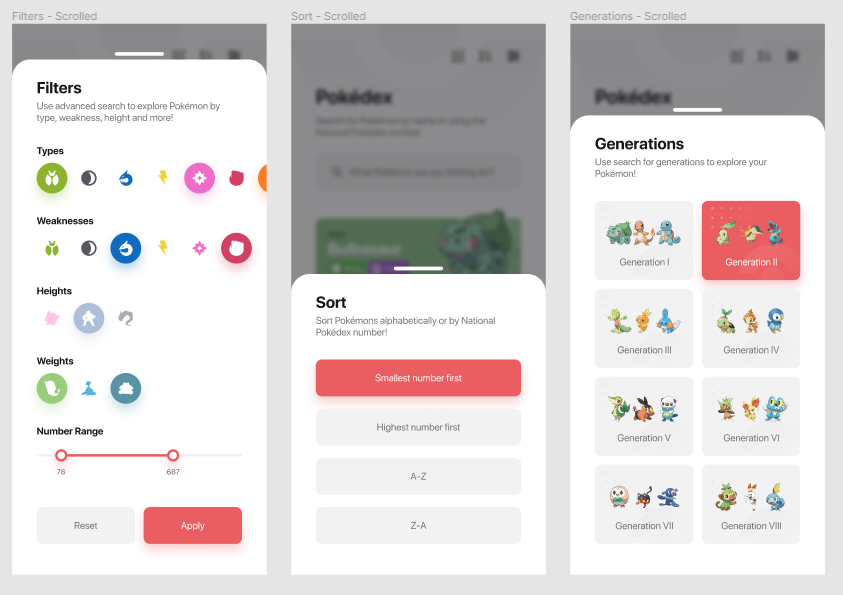 Filters - Scrolled
Filters
Use advanced search to explore Pokémon by
type, weakness, height and more!
Types
Weaknesses
Heights
Weights
Number Range
78
687
Reset
Apply
Sort - Scrolled
Pokédex
Search for Pokémon by name or using the
National Pokédex number.
What Pokémon are you looking for?
Bulbasaur
Sort
Sort Pokémons alphabetically or by National
Pokédex number!
Smallest number first
Highest number first
A-Z
Z-A
Generations - Scrolled
Pokédex
Generations
Use search for generations to explore your
Pokémon!
Generation I
Generation II
Generation III
Generation IV
Generation V
Generation VI
Generation VII
Generation VIII